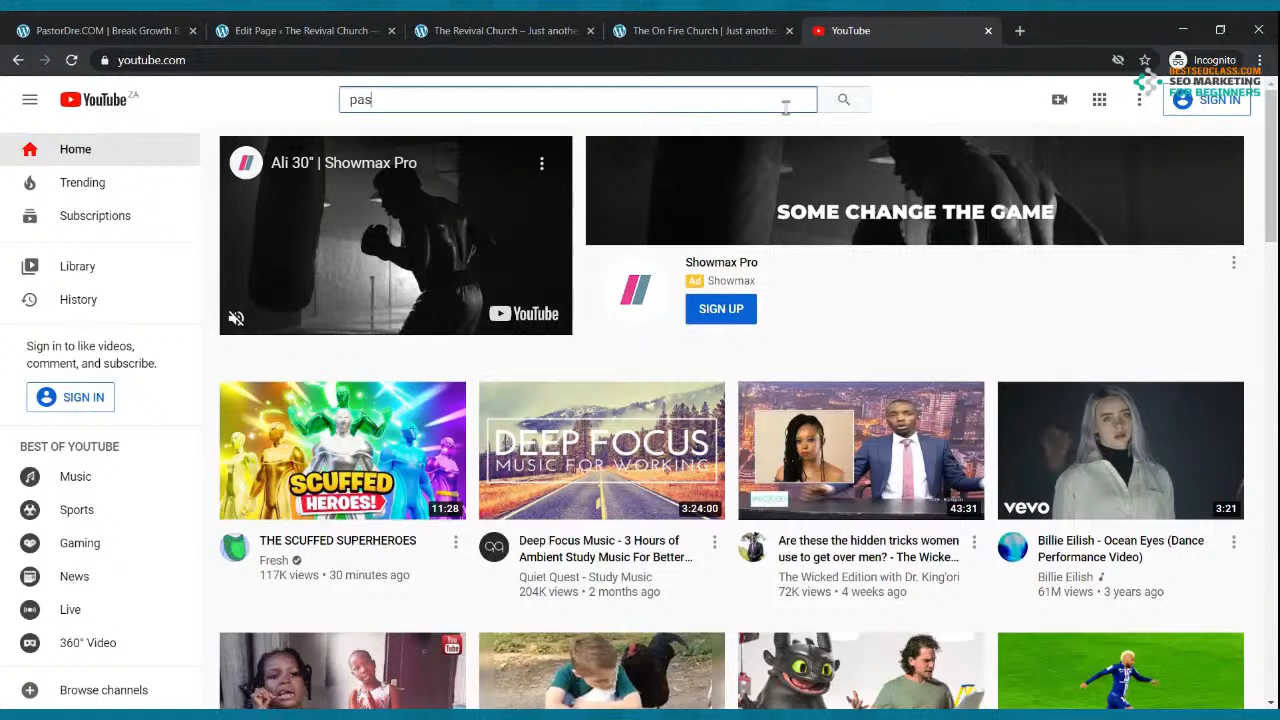 PastorDre.COM | Break Growth B
Edit Page ‹ The Revival Church —
The Revival Church – Just anothe
The On Fire Church | Just anothe
YouTube
youtube.com
Incognito
BESTSEOCLASS.COM
SEO MARKETING
FOR BEGINNERS
YouTube ZA
pas
SIGN IN
Home
Trending
Subscriptions
Library
History
Sign in to like videos,
comment, and subscribe.
SIGN IN
BEST OF YOUTUBE
Music
Sports
Gaming
News
Live
360° Video
Browse channels
Ali 30" | Showmax Pro
YouTube
SOME CHANGE THE GAME
Showmax Pro
Ad Showmax
SIGN UP
SCUFFED
HEROES!
11:28
THE SCUFFED SUPERHEROES
Fresh
117K views • 30 minutes ago
DEEP FOCUS
MUSIC FOR WORKING
3:24:00
Deep Focus Music - 3 Hours of
Ambient Study Music For Better...
Quiet Quest - Study Music
204K views • 2 months ago
43:31
Are these the hidden tricks women
use to get over men? - The Wicke...
The Wicked Edition with Dr. King'ori
72K views • 4 weeks ago
vevo
3:21
Billie Eilish - Ocean Eyes (Dance
Performance Video)
Billie Eilish
61M views • 3 years ago
You
Tube